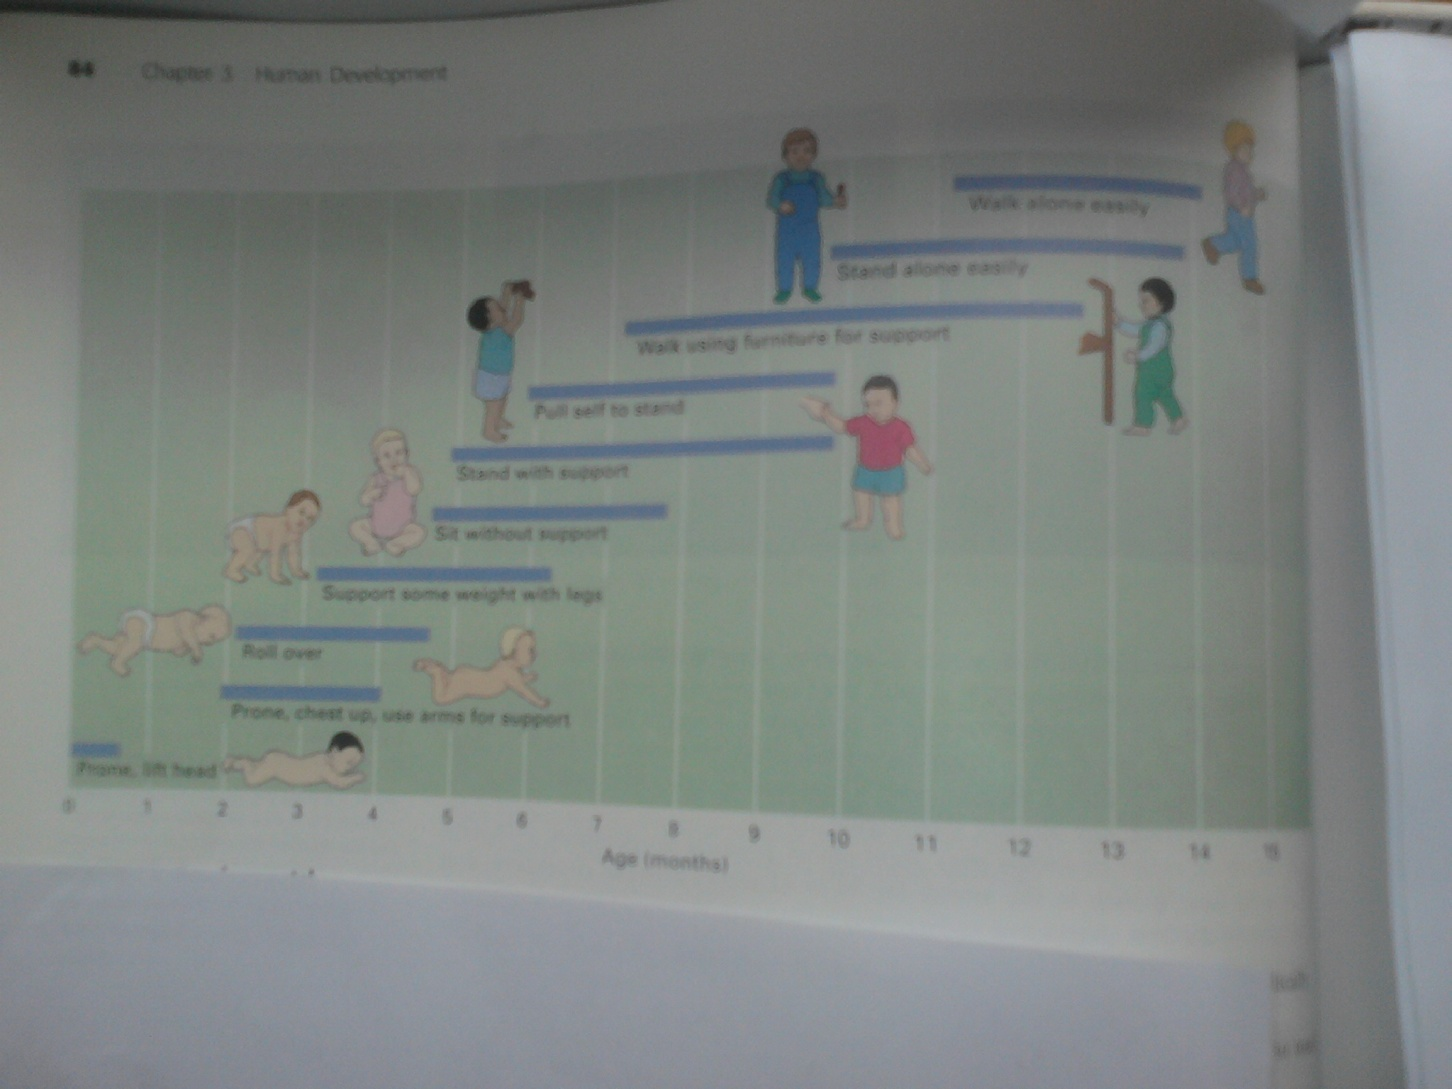 84 Chapter 3 Human Development
Walk alone easily
Stand alone easily
Walk using furniture for support
Pull self to stand
Stand with support
Sit without support
Support some weight with legs
Roll over
Prone, chest up, use arms for support
Prone, lift head
0 1 2 3 4 5 6 7 8 9 10 11 12 13 14 15
Age (months)